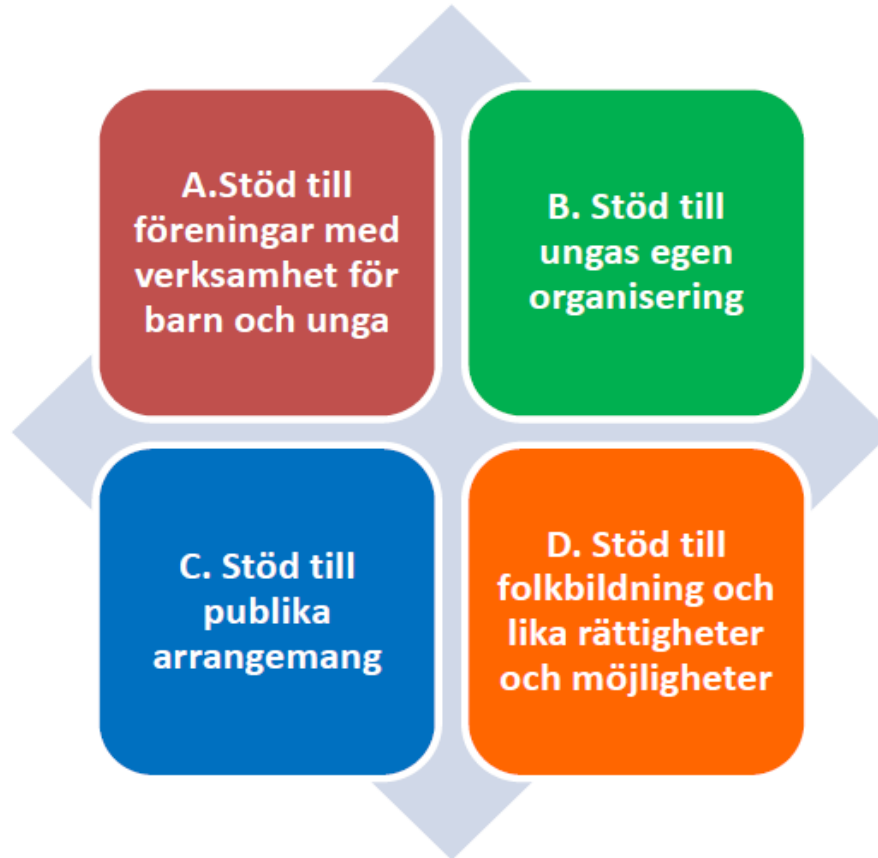 A.Stöd till
föreningar med
verksamhet för
barn och unga
B. Stöd till
ungas egen
organisering
C. Stöd till
publika
arrangemang
D. Stöd till
folkbildning och
lika rättigheter
och möjligheter